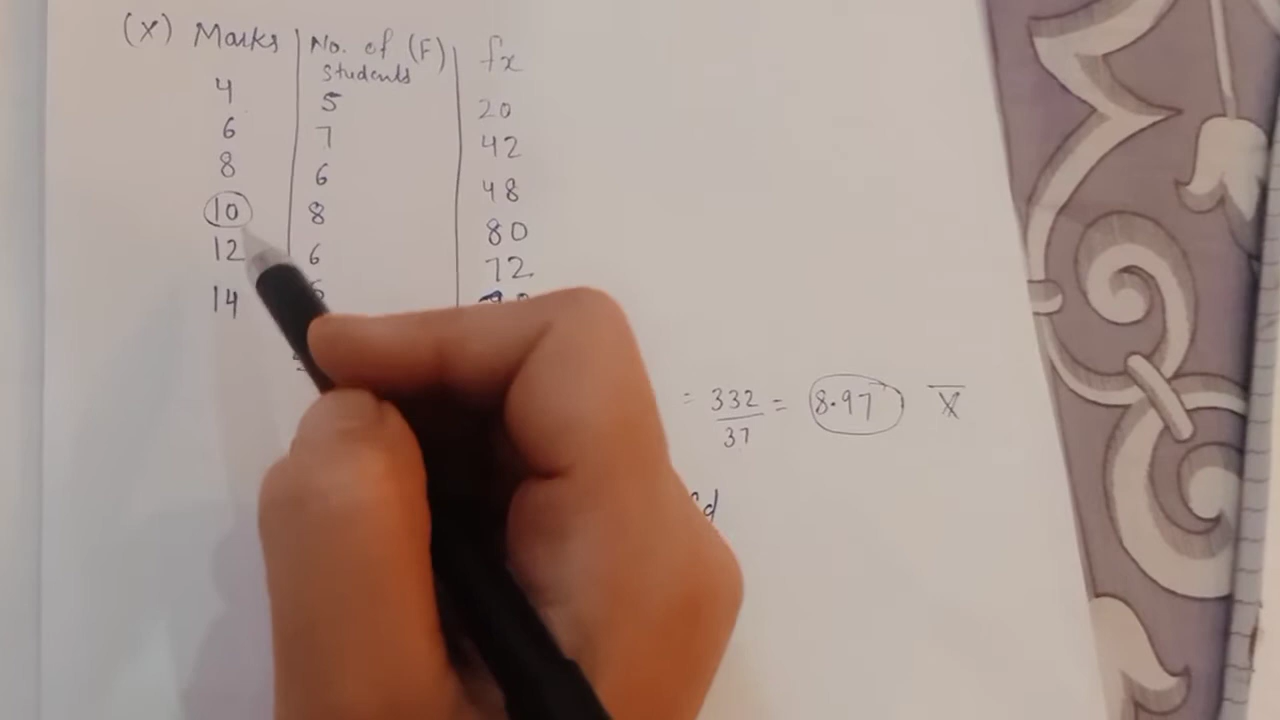 (X) Marks No. of (F) fx
students
4 5 20
6 7 42
8 6 48
10 8 80
12 6 72
14
= 332 = 8.97 X̅
37